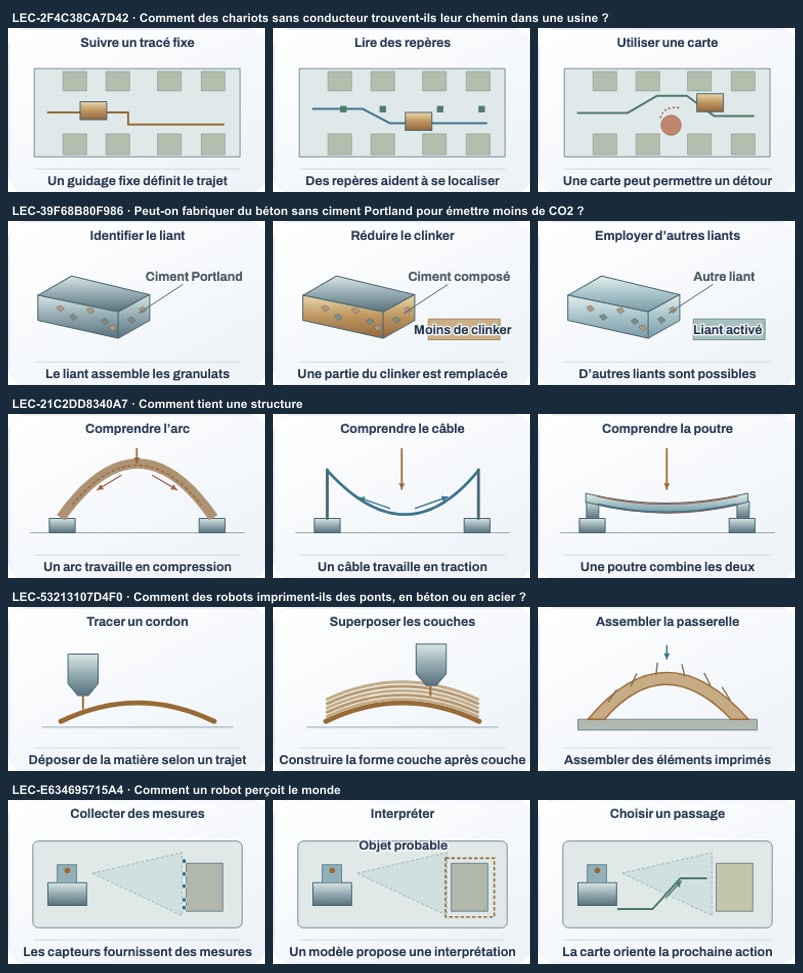 LEC-2F4C38CA7D42 · Comment des chariots sans conducteur trouvent-ils leur chemin dans une usine ?
Suivre un tracé fixe
Lire des repères
Utiliser une carte
Un guidage fixe définit le trajet
Des repères aident à se localiser
Une carte peut permettre un détour
LEC-39F68B80F986 · Peut-on fabriquer du béton sans ciment Portland pour émettre moins de CO2 ?
Identifier le liant
Réduire le clinker
Employer d’autres liants
Ciment Portland
Ciment composé
Autre liant
Moins de clinker
Liant activé
Le liant assemble les granulats
Une partie du clinker est remplacée
D’autres liants sont possibles
LEC-21C2DD8340A7 · Comment tient une structure
Comprendre l’arc
Comprendre le câble
Comprendre la poutre
Un arc travaille en compression
Un câble travaille en traction
Une poutre combine les deux
LEC-53213107D4F0 · Comment des robots impriment-ils des ponts, en béton ou en acier ?
Tracer un cordon
Superposer les couches
Assembler la passerelle
Déposer de la matière selon un trajet
Construire la forme couche après couche
Assembler des éléments imprimés
LEC-E634695715A4 · Comment un robot perçoit le monde
Collecter des mesures
Interpréter
Choisir un passage
Objet probable
Les capteurs fournissent des mesures
Un modèle propose une interprétation
La carte oriente la prochaine action